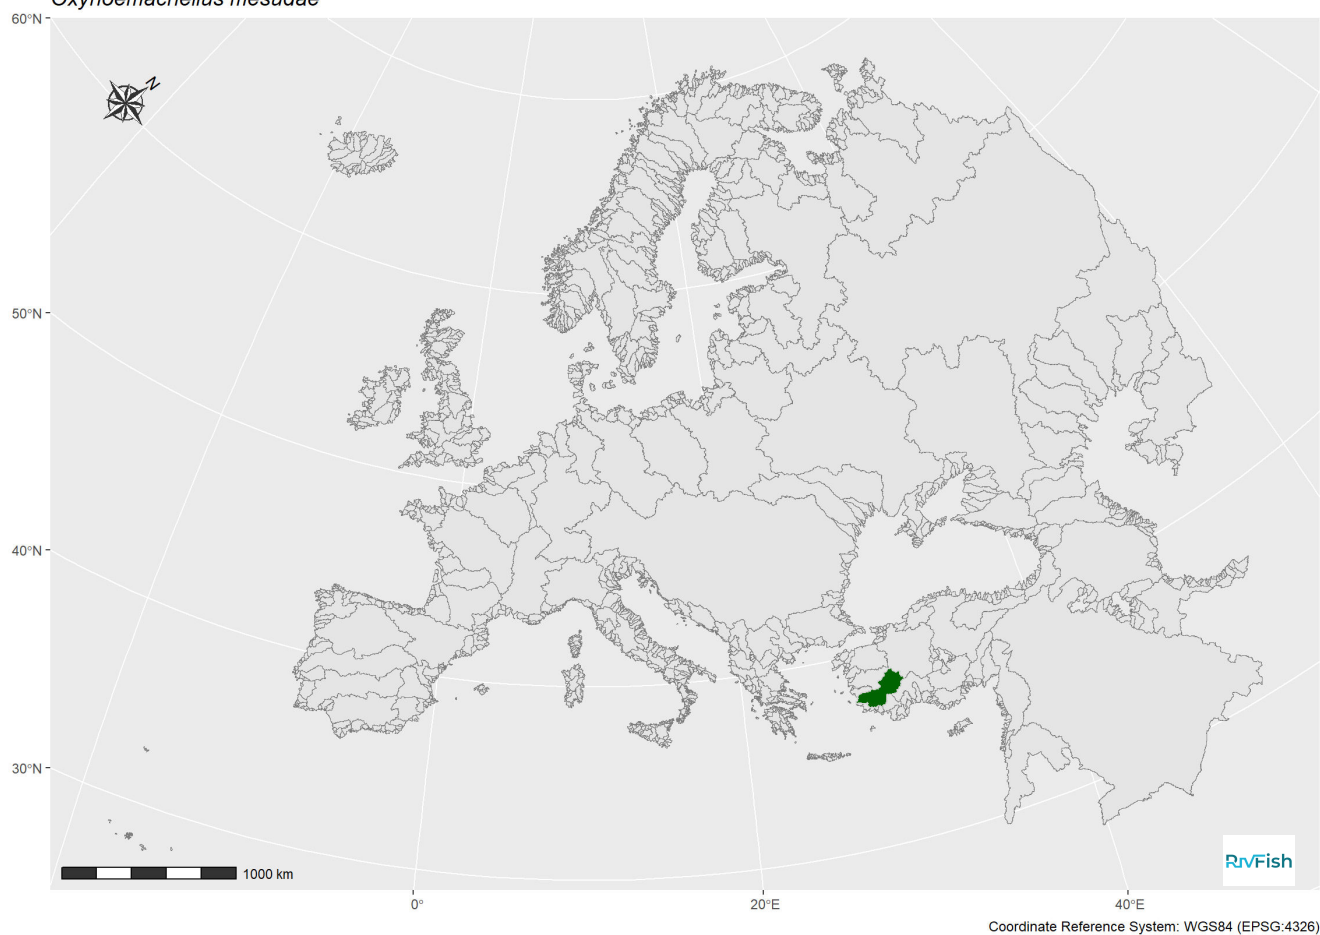 Oxynoemacheilus mesudae
60°N
N
50°N
40°N
30°N
1000 km
RivFish
0°
20°E
40°E
Coordinate Reference System: WGS84 (EPSG:4326)